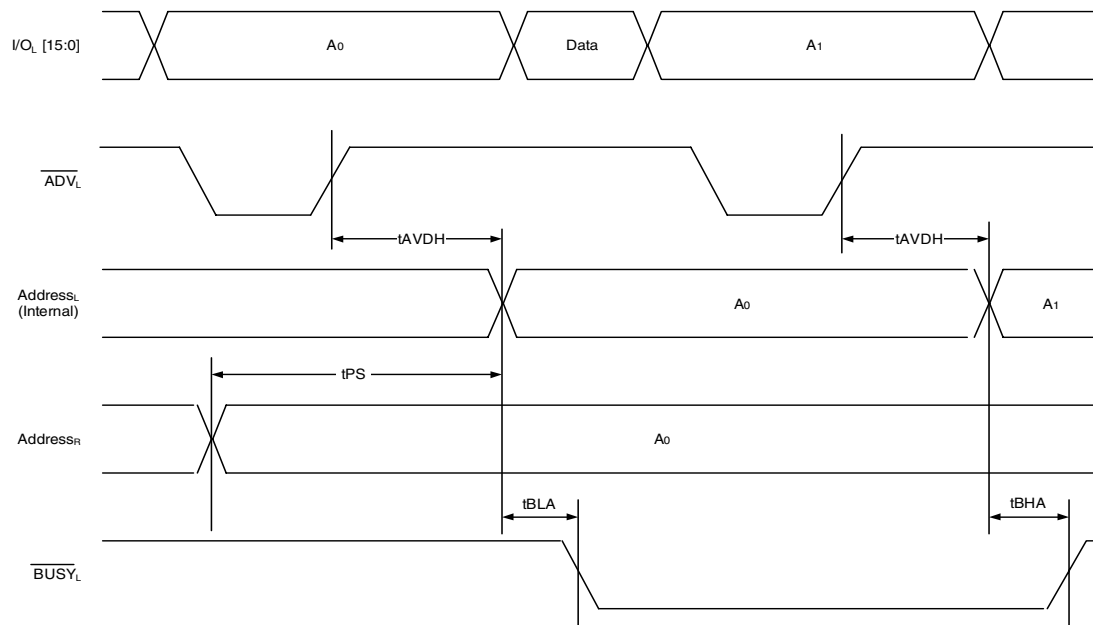 I/OL [15:0]
A0
Data
A1
ADVL
tAVDH
tAVDH
AddressL
(Internal)
A0
A1
tPS
AddressR
A0
tBLA
tBHA
BUSYL